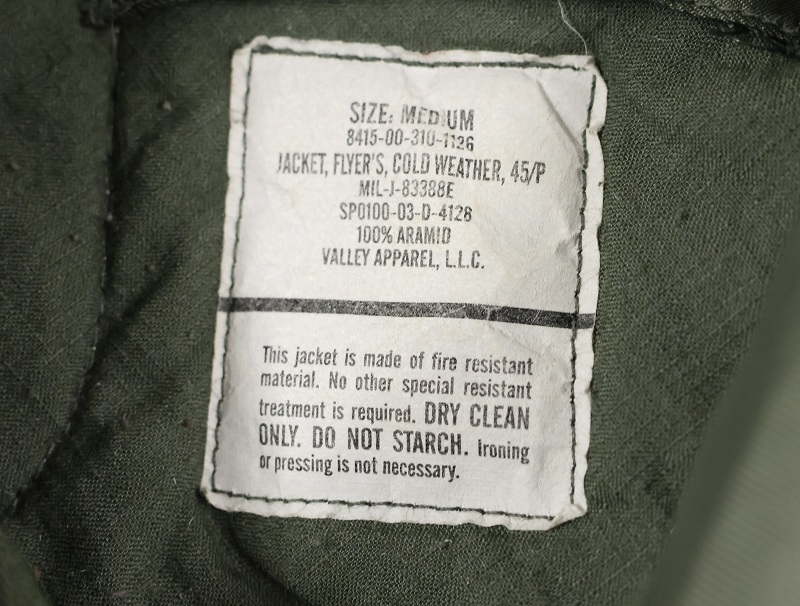 SIZE: MEDIUM
8415-00-310-1126
JACKET, FLYER'S, COLD WEATHER, 45/P
MIL-J-83388E
SPO100-03-D-4128
100% ARAMID
VALLEY APPAREL, L.L.C.
This jacket is made of fire resistant
material. No other special resistant
treatment is required. DRY CLEAN
ONLY. DO NOT STARCH. Ironing
or pressing is not necessary.